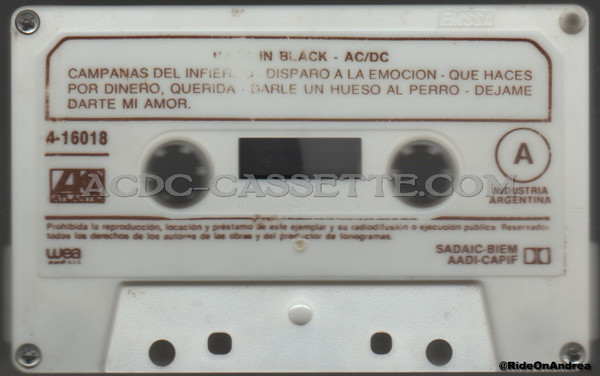 EMSSA
IN BLACK - AC/DC
CAMPANAS DEL DISPARO A LA EMOCION - QUE HACES
POR DINERO, QUERIDA - DARLE UN HUESO AL PERRO - DEJAME
DARTE MI AMOR.
4-16018
A
ACDC-CASSETTE.COM
ATLANTIC
INDUSTRIA
ARGENTINA
Prohibida la reproducción, locación y préstamo de este ejemplar y su radiodifusión o ejecución pública. Reservados
todos los derechos de los autores de las obras y del productor de fonogramas.
wea
SADAIC-BIEM
AADI-CAPIF
@RideOnAndrea